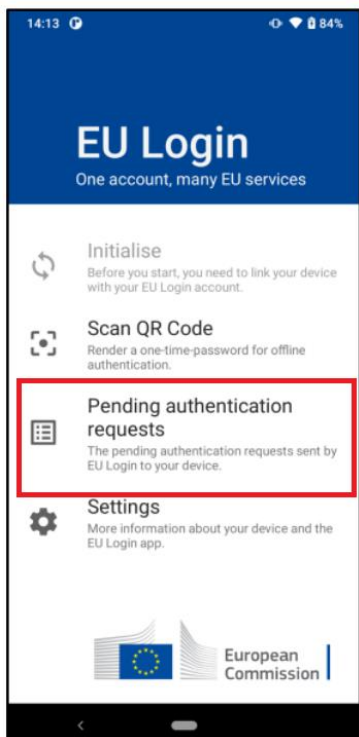 14:13 84%
EU Login
One account, many EU services
Initialise
Before you start, you need to link your device
with your EU Login account.
Scan QR Code
Render a one-time-password for offline
authentication.
Pending authentication
requests
The pending authentication requests sent by
EU Login to your device.
Settings
More information about your device and the
EU Login app.
European
Commission